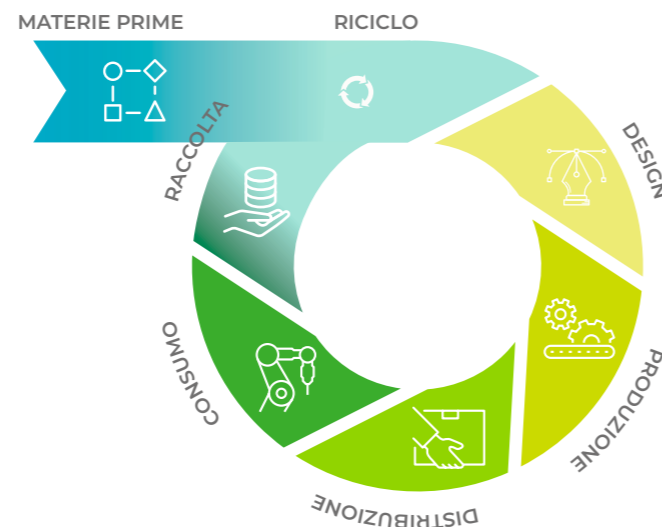 MATERIE PRIME
RICICLO
DESIGN
PRODUZIONE
DISTRIBUZIONE
CONSUMO
RACCOLTA